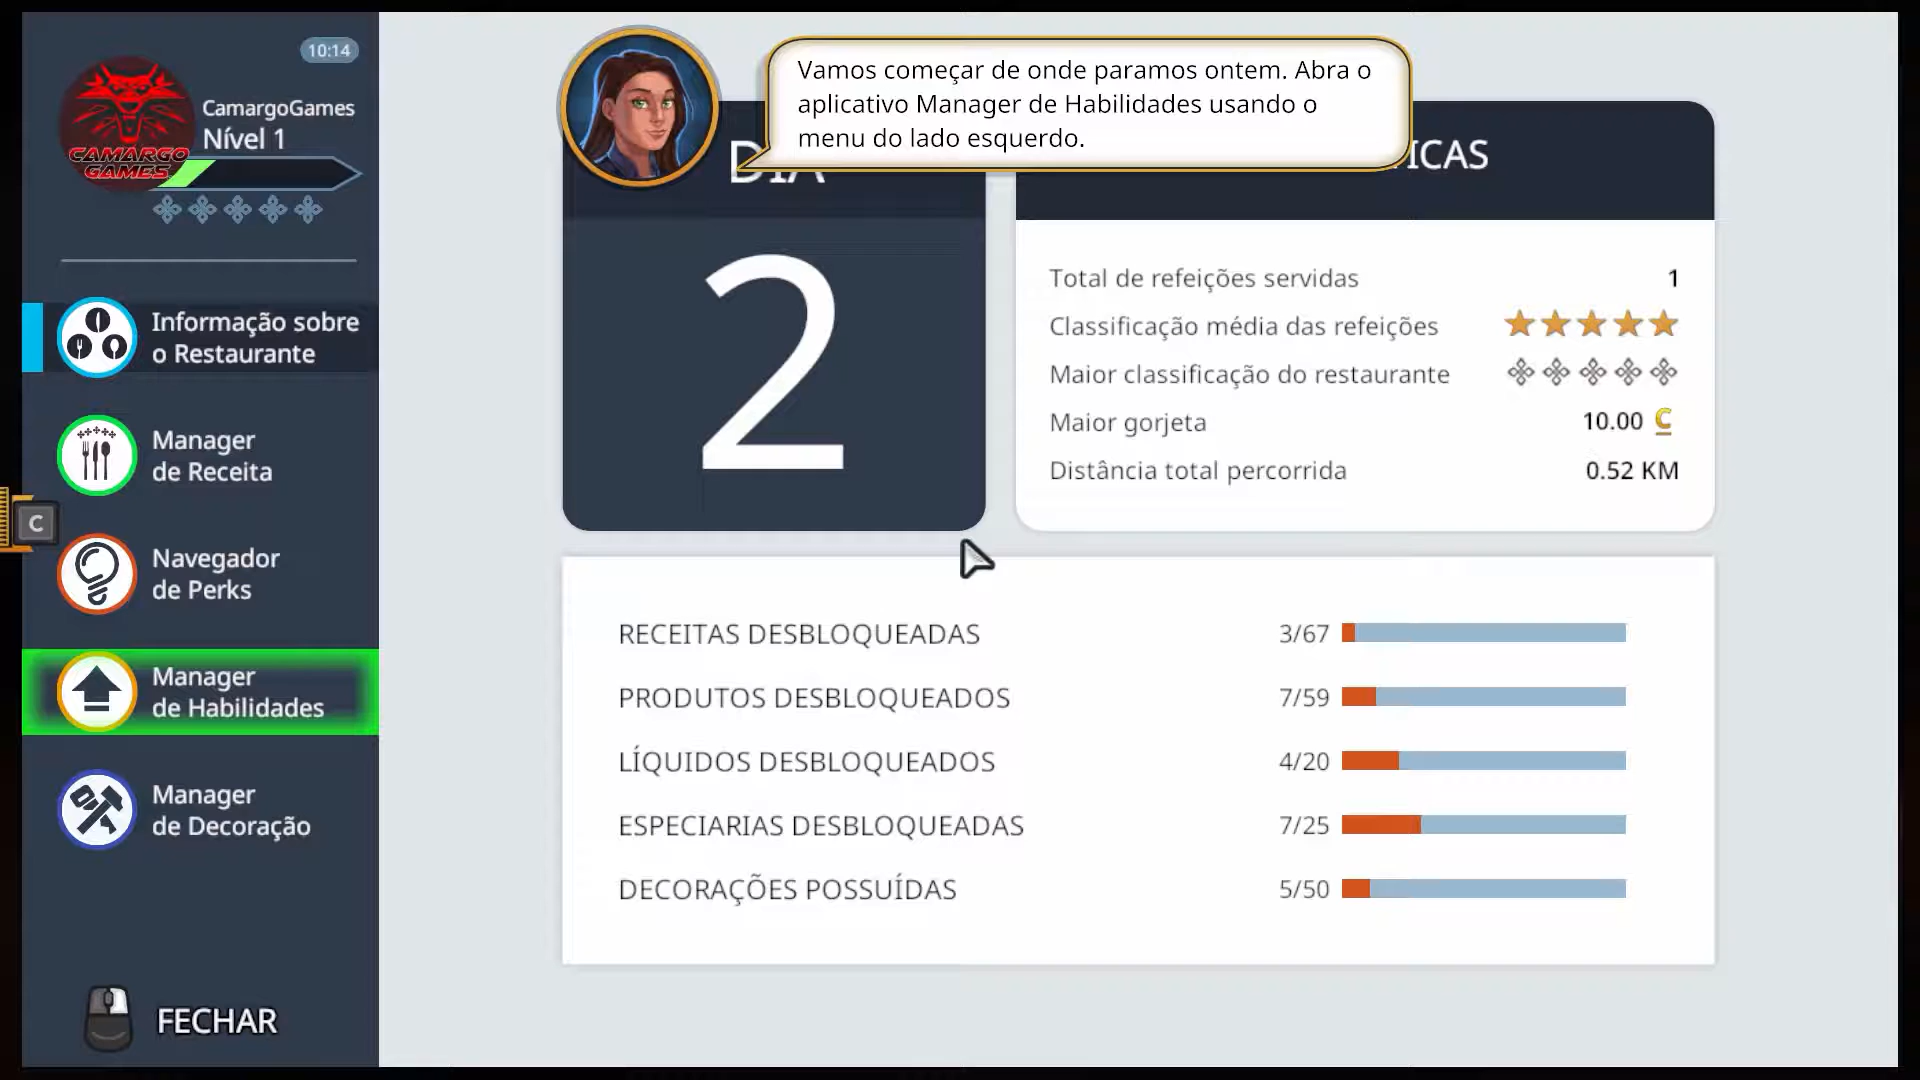 10:14
CamargoGames
Nível 1
CAMARGO
GAMES
Informação sobre
o Restaurante
Manager
de Receita
C
Navegador
de Perks
Manager
de Habilidades
Manager
de Decoração
FECHAR
Vamos começar de onde paramos ontem. Abra o
aplicativo Manager de Habilidades usando o
menu do lado esquerdo.
DIA
2
ICAS
Total de refeições servidas 1
Classificação média das refeições
Maior classificação do restaurante
Maior gorjeta 10.00 C
Distância total percorrida 0.52 KM
RECEITAS DESBLOQUEADAS 3/67
PRODUTOS DESBLOQUEADOS 7/59
LÍQUIDOS DESBLOQUEADOS 4/20
ESPECIARIAS DESBLOQUEADAS 7/25
DECORAÇÕES POSSUÍDAS 5/50